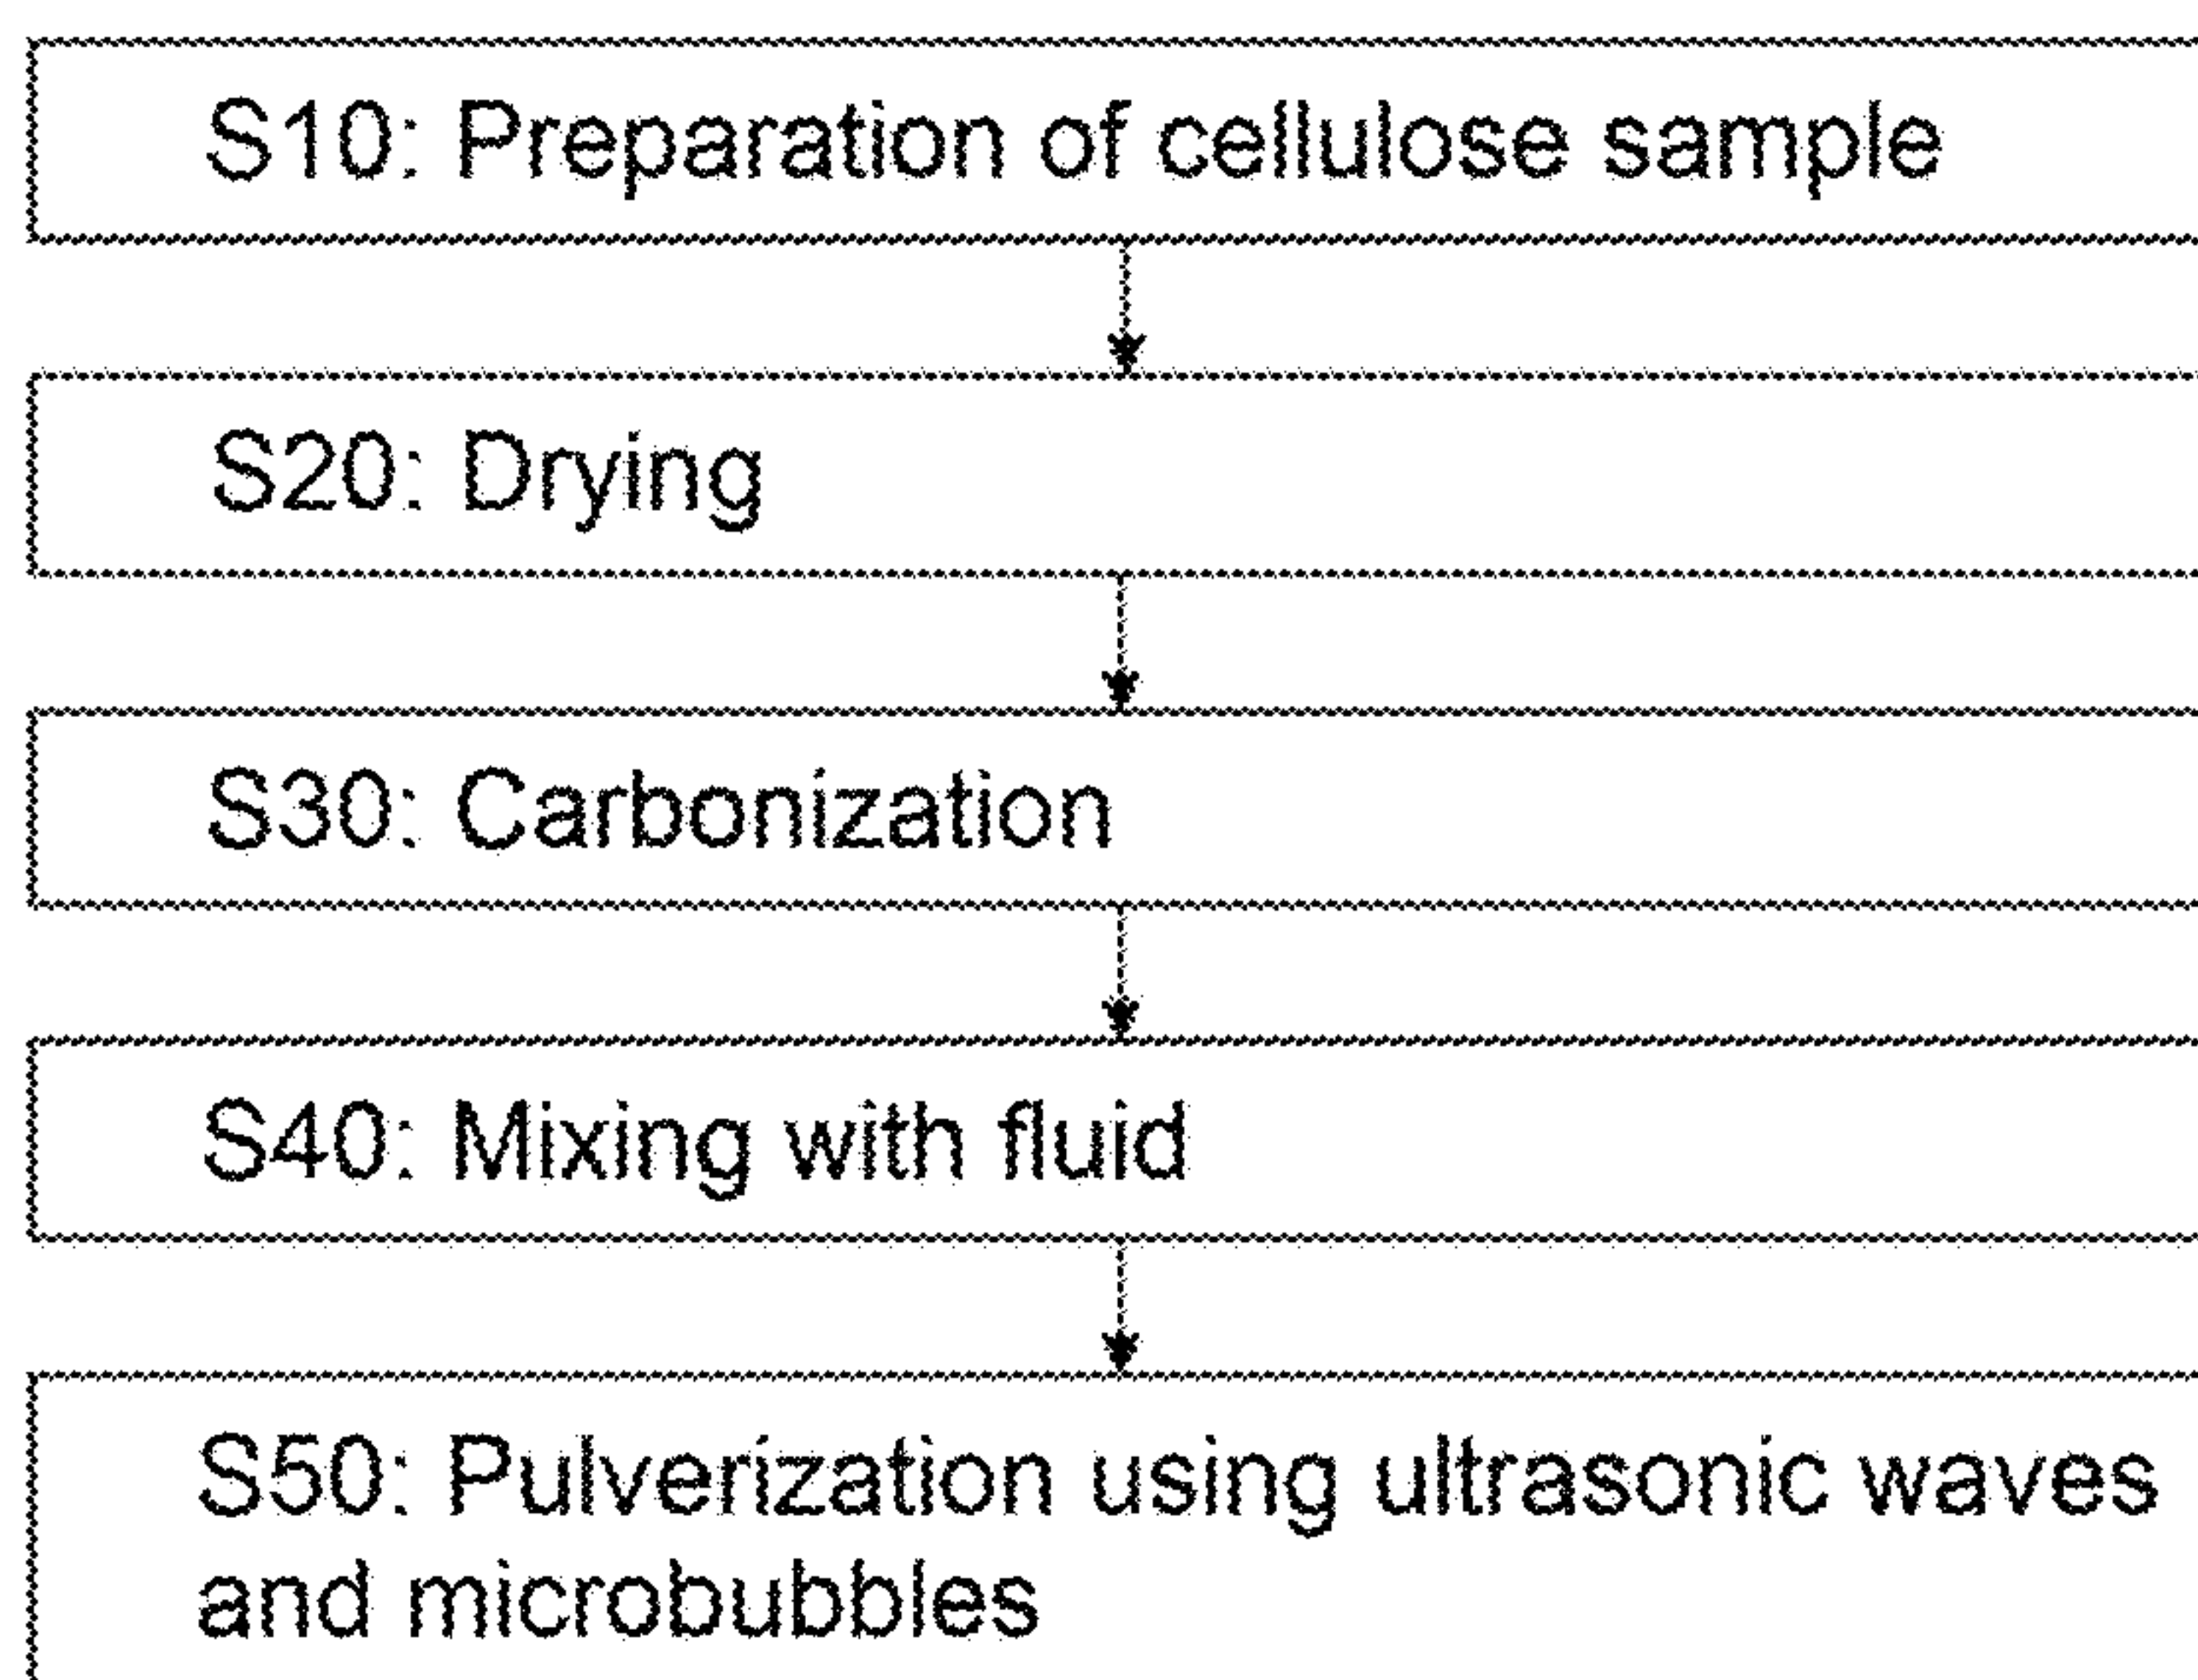 S10: Preparation of cellulose sample
S20: Drying
S30: Carbonization
S40: Mixing with fluid
S50: Pulverization using ultrasonic waves
and microbubbles